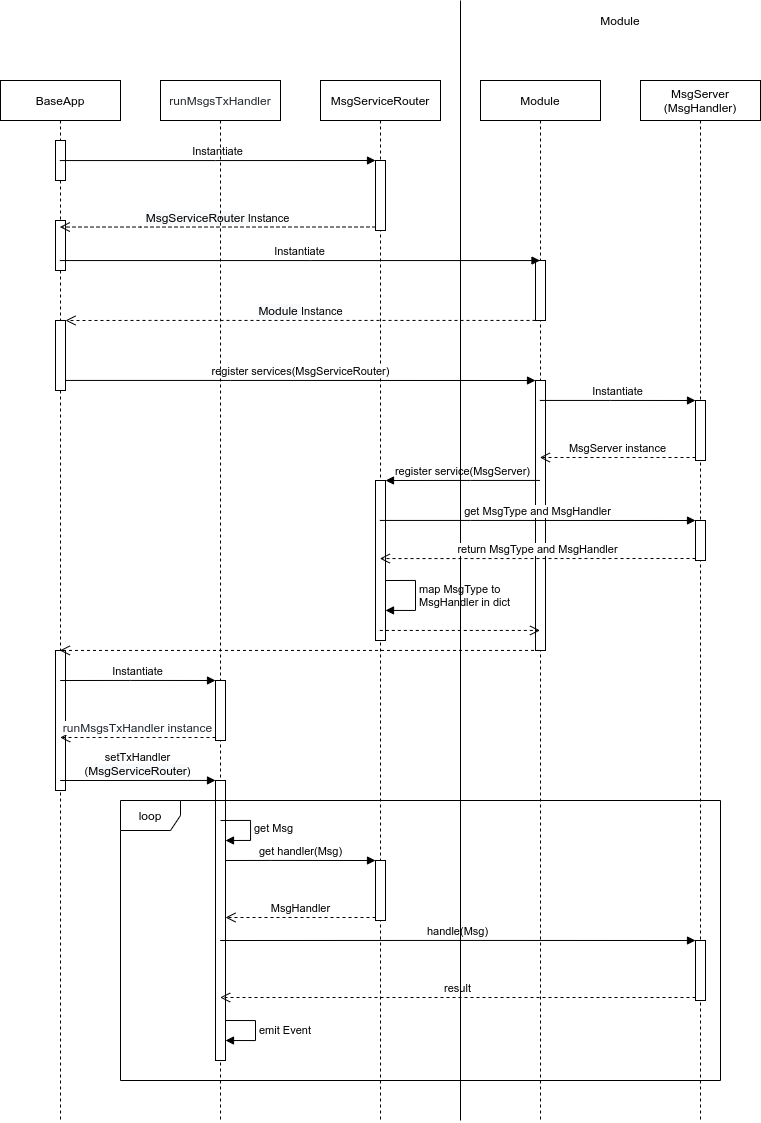 Module
BaseApp
runMsgsTxHandler
MsgServiceRouter
Module
MsgServer
(MsgHandler)
Instantiate
MsgServiceRouter Instance
Instantiate
Module Instance
register services(MsgServiceRouter)
Instantiate
MsgServer instance
register service(MsgServer)
get MsgType and MsgHandler
return MsgType and MsgHandler
map MsgType to
MsgHandler in dict
Instantiate
runMsgsTxHandler instance
setTxHandler
(MsgServiceRouter)
loop
get Msg
get handler(Msg)
MsgHandler
handle(Msg)
result
emit Event